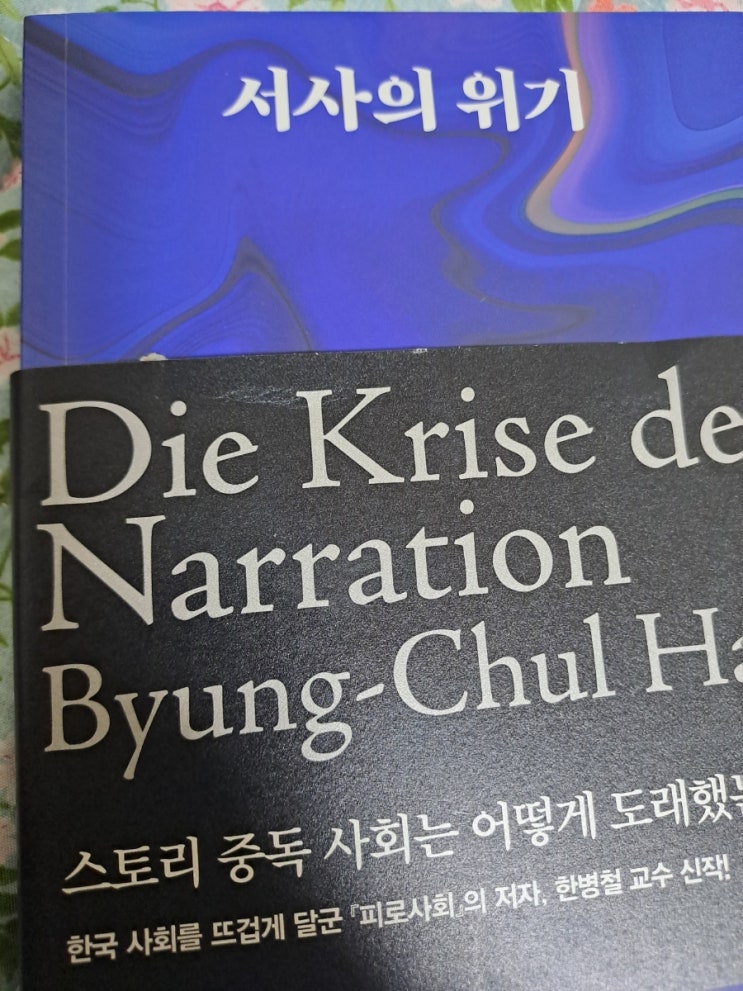 서사의 위기
Die Krise de
Narration
Byung-Chul Ha
스토리 중독 사회는 어떻게 도래했
한국 사회를 뜨겁게 달군 『피로사회』의 저자, 한병철 교수 신작!